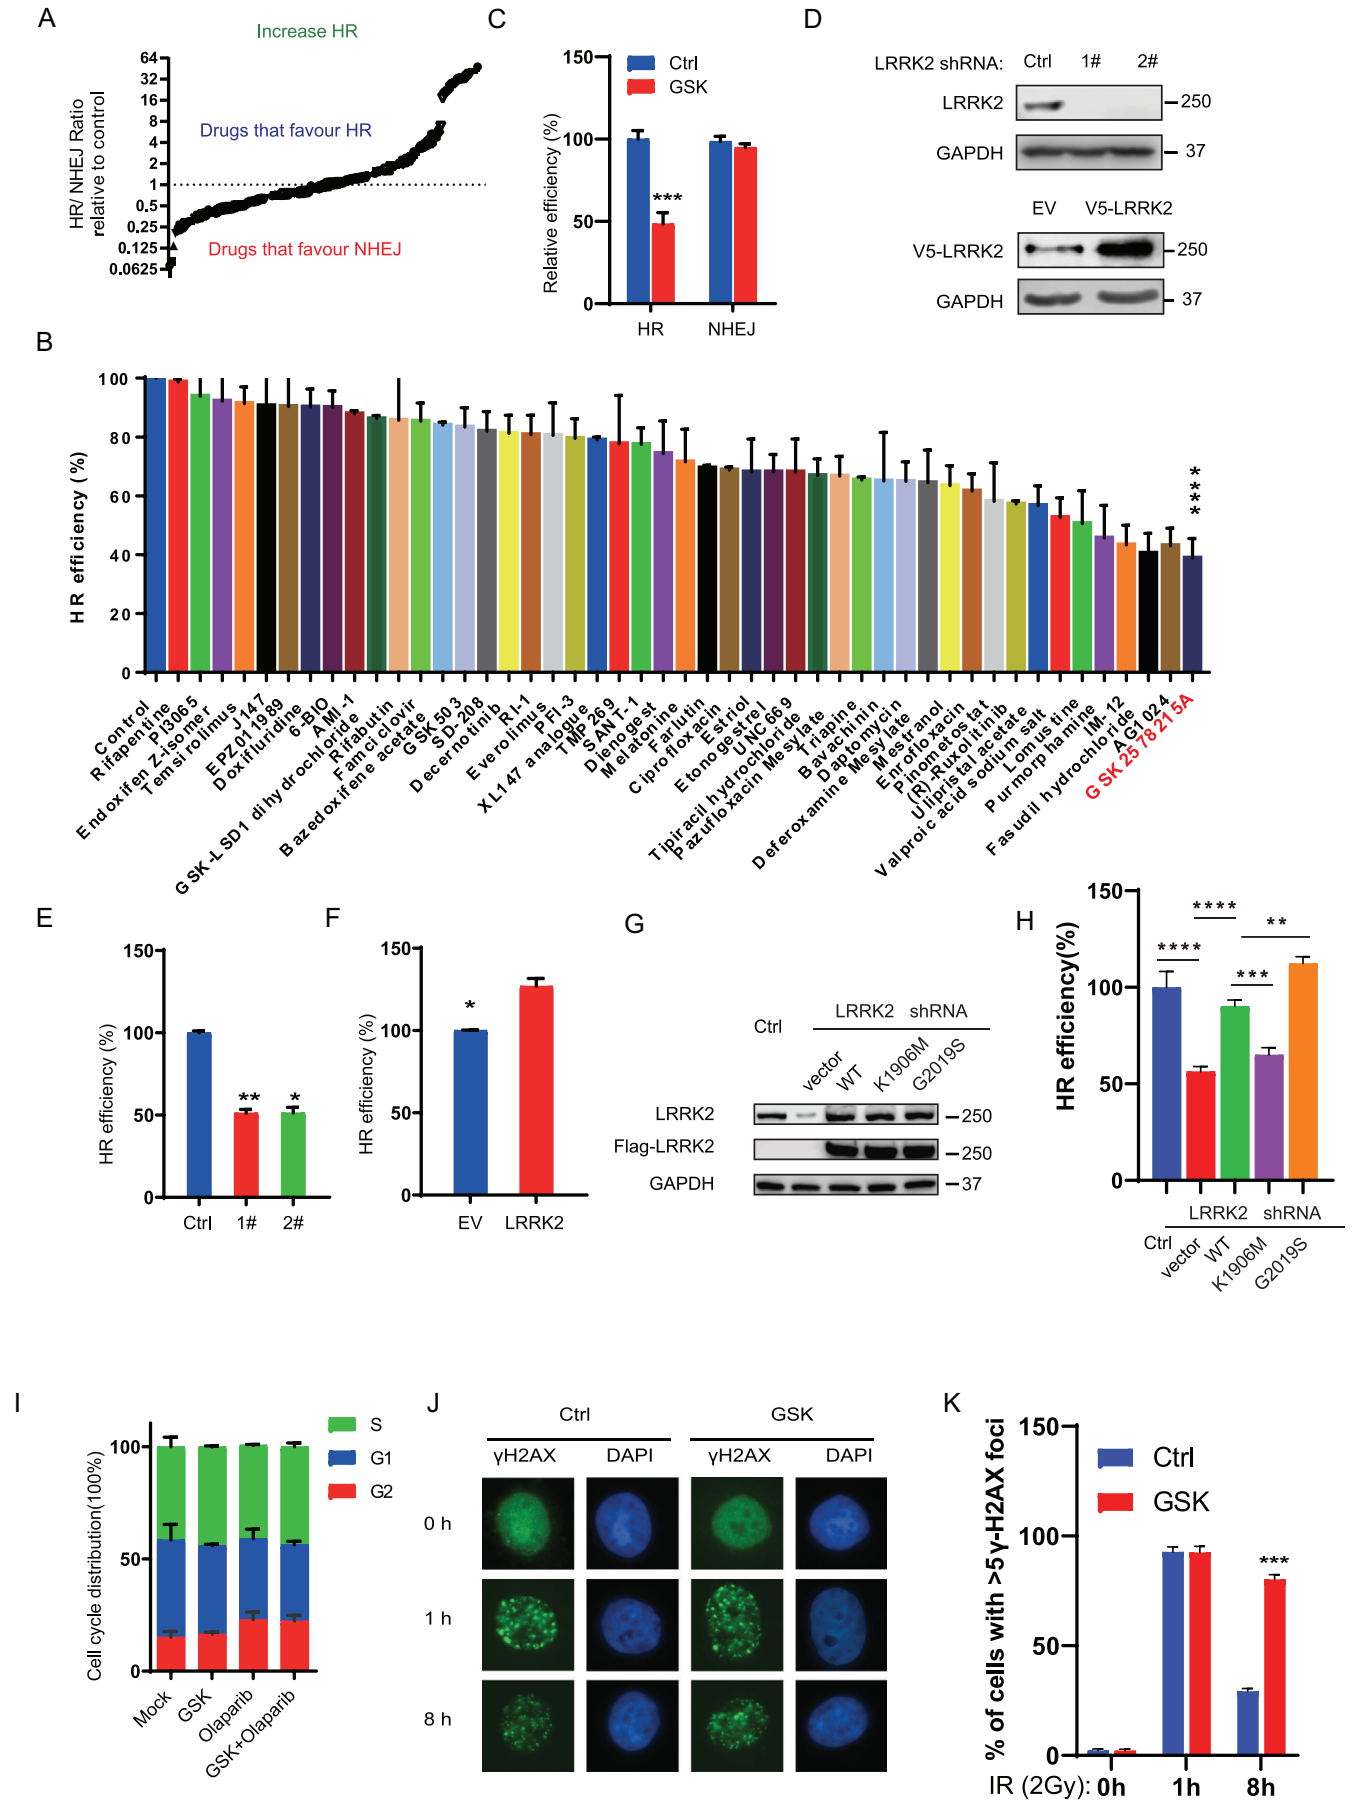 A
Increase HR
HR/ NHEJ Ratio
relative to control
64
32
16
8
4
2
1
0.5
0.25
0.125
0.0625
Drugs that favour HR
Drugs that favour NHEJ
C
Relative efficiency (%)
150
100
50
0
Ctrl
GSK
***
HR
NHEJ
D
LRRK2 shRNA: Ctrl 1# 2#
LRRK2
250
GAPDH
37
EV V5-LRRK2
V5-LRRK2
250
GAPDH
37
B
HR efficiency (%)
100
80
60
40
20
0
****
Control
Rifapentine
PI3065
Endoxifen Z-isomer
Temsirolimus
J147
EPZ011989
Doxifluridine
6-BIO
AMI-1
GSK-LSD1 dihydrochloride
Rifabutin
Famciclovir
Bazedoxifene acetate
GSK503
SD-208
Decernotinib
RI-1
Everolimus
PFI-3
XL147 analogue
TMP269
SANT-1
Dienogest
Melatonine
Farlutin
Ciprofloxacin
Estriol
Etonogestrel
UNC669
Tipiracil hydrochloride
Pazufloxacin Mesylate
Triapine
Bavachinin
Daptomycin
Deferoxamine Mesylate
Mestranol
Enrofloxacin
Pinometostat
(R)-Ruxolitinib
Ulipristal acetate
Valproic acid sodium salt
Lomustine
Purmorphamine
IM-12
Fasudil hydrochloride
AG1024
GSK2578215A
E
HR efficiency (%)
150
100
50
0
** *
Ctrl 1# 2#
F
HR efficiency (%)
150
100
50
0
*
EV LRRK2
G
LRRK2 shRNA
Ctrl
vector
WT
K1906M
G2019S
LRRK2
250
Flag-LRRK2
250
GAPDH
37
H
HR efficiency(%)
150
100
50
0
****
****
**
***
LRRK2 shRNA
Ctrl
vector
WT
K1906M
G2019S
I
Cell cycle distribution(100%)
100
50
0
S
G1
G2
Mock
GSK
Olaparib
GSK+Olaparib
J
Ctrl GSK
γH2AX DAPI γH2AX DAPI
0 h
1 h
8 h
K
% of cells with >5γ-H2AX foci
150
100
50
0
Ctrl
GSK
***
IR (2Gy): 0h 1h 8h